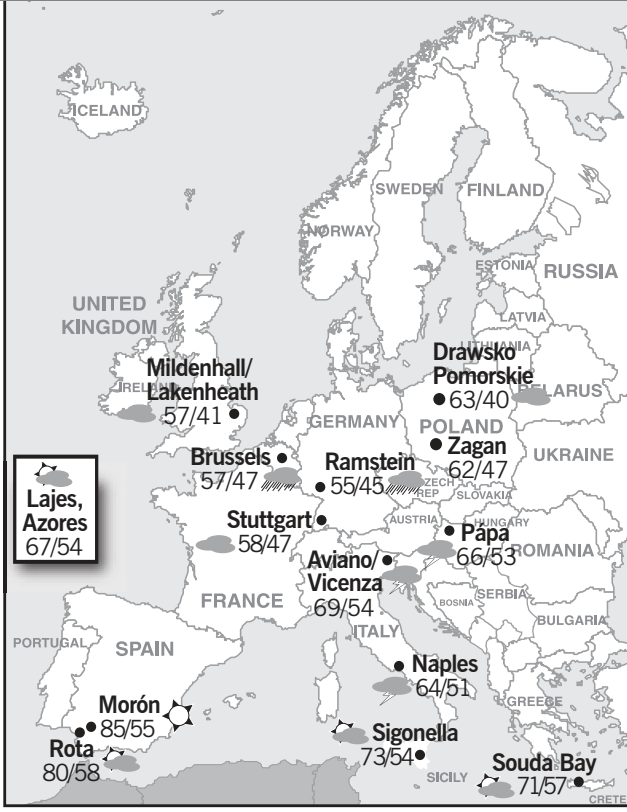 ICELAND
SWEDEN
FINLAND
NORWAY
ESTONIA
RUSSIA
LATVIA
LITHUANIA
UNITED
KINGDOM
Drawsko
Pomorskie
63/40
BELARUS
Mildenhall/
Lakenheath
57/41
IRELAND
GERMANY
POLAND
Zagan
62/47
UKRAINE
Brussels
57/47
Ramstein
55/45
CZECH
REP
SLOVAKIA
Lajes,
Azores
67/54
Stuttgart
58/47
AUSTRIA
HUNGARY
Pápa
66/53
ROMANIA
Aviano/
Vicenza
69/54
FRANCE
BOSNIA
SERBIA
BULGARIA
ITALY
PORTUGAL
SPAIN
Naples
64/51
GREECE
Morón
85/55
Rota
80/58
Sigonella
73/54
SICILY
Souda Bay
71/57
CRETE